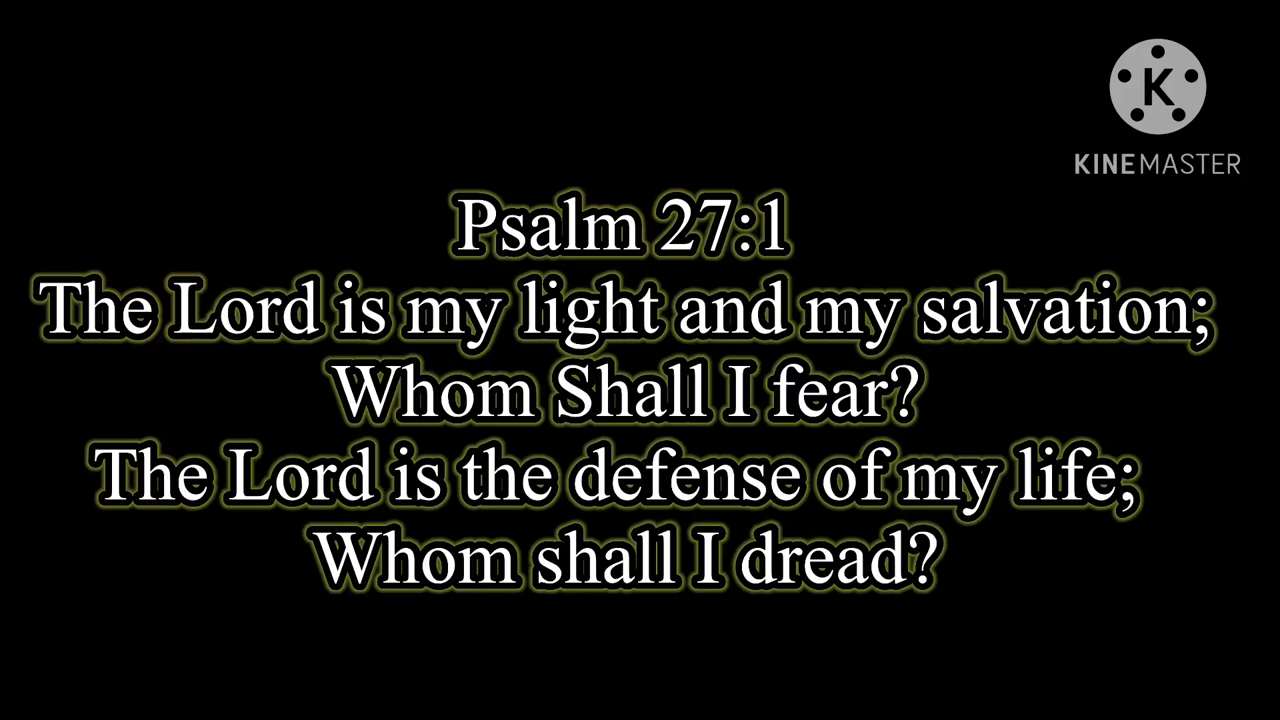 K
KINEMASTER
Psalm 27:1
The Lord is my light and my salvation;
Whom Shall I fear?
The Lord is the defense of my life;
Whom shall I dread?